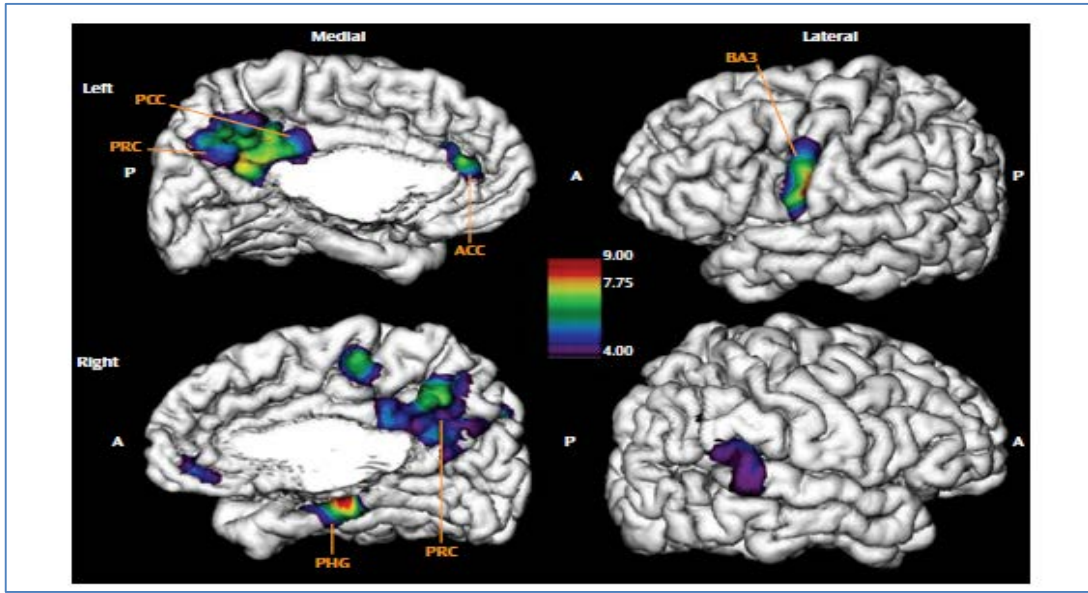 Medial
Lateral
BA3
Left
PCC
PRC
P
A
P
ACC
9.00
7.75
4.00
Right
A
P
A
PHG
PRC